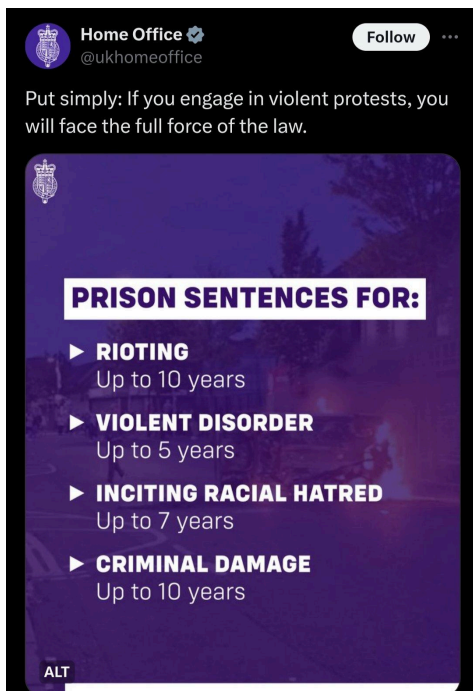 Home Office
Follow
@ukhomeoffice
Put simply: If you engage in violent protests, you
will face the full force of the law.
PRISON SENTENCES FOR:
RIOTING
Up to 10 years
VIOLENT DISORDER
Up to 5 years
INCITING RACIAL HATRED
Up to 7 years
CRIMINAL DAMAGE
Up to 10 years
ALT